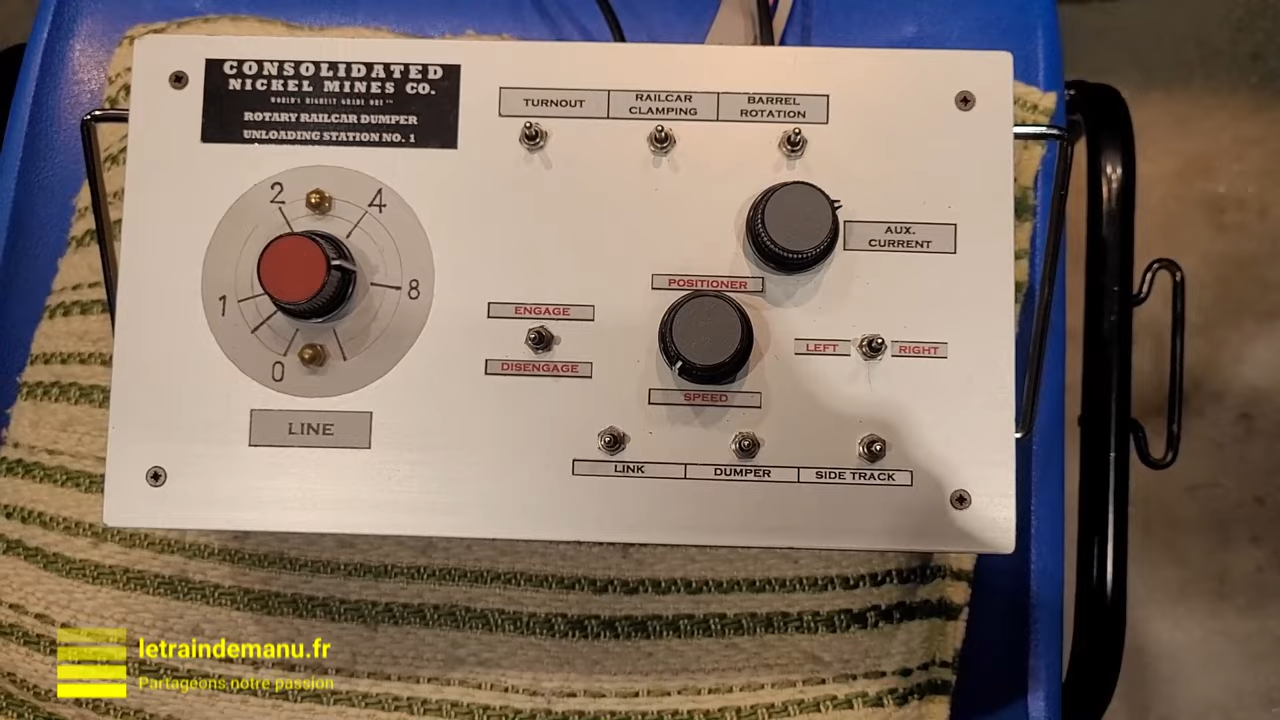 CONSOLIDATED
NICKEL MINES CO.
WORLD'S HIGHEST GRADE ORE™
ROTARY RAILCAR DUMPER
UNLOADING STATION NO. 1
TURNOUT
RAILCAR
CLAMPING
BARREL
ROTATION
2
4
8
1
0
LINE
AUX.
CURRENT
POSITIONER
ENGAGE
DISENGAGE
LEFT
RIGHT
SPEED
LINK
DUMPER
SIDE TRACK
letraindemanu.fr
Partageons notre passion